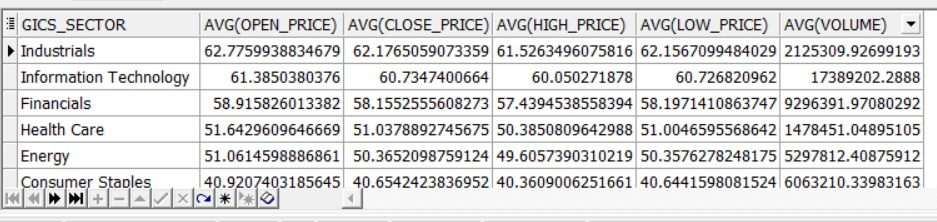 GICS_SECTOR AVG(OPEN_PRICE) AVG(CLOSE_PRICE) AVG(HIGH_PRICE) AVG(LOW_PRICE) AVG(VOLUME)
Industrials 62.7759938834679 62.1765059073359 61.5263496075816 62.1567099484029 2125309.92699193
Information Technology 61.3850380376 60.7347400664 60.050271878 60.726820962 17389202.2888
Financials 58.915826013382 58.1552555608273 57.4394538558394 58.1971410863747 9296391.97080292
Health Care 51.6429609646669 51.0378892745675 50.3850809642988 51.0046595568642 1478451.04895105
Energy 51.0614598886861 50.3652098759124 49.6057390310219 50.3576278248175 5297812.40875912
Consumer Staples 40.9207403185645 40.6542423836952 40.3609006251661 40.6441598081524 6063210.33983163